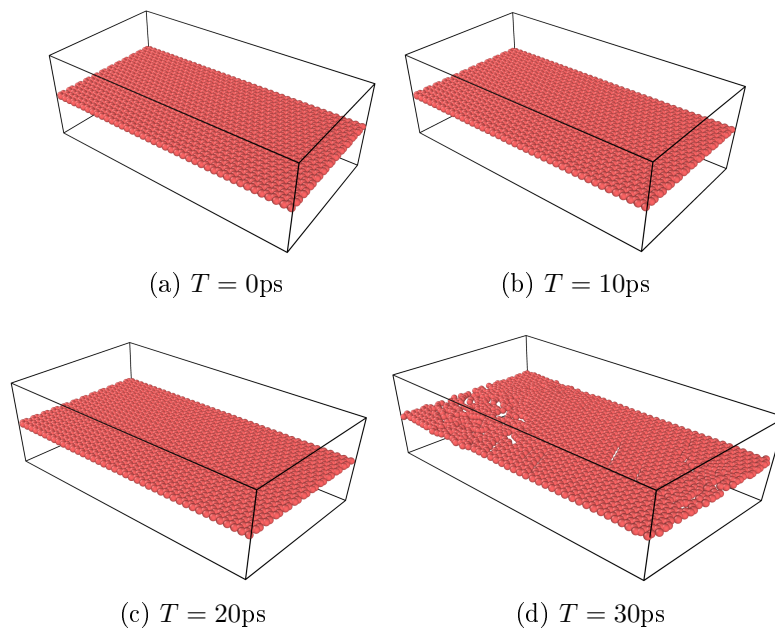 (a) T = 0ps
(b) T = 10ps
(c) T = 20ps
(d) T = 30ps